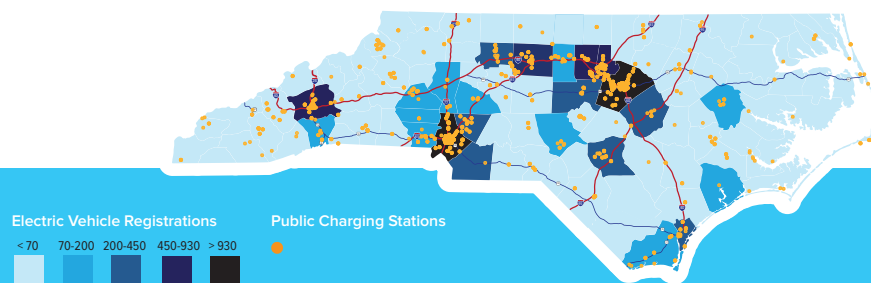 Electric Vehicle Registrations
Public Charging Stations
< 70 70-200 200-450 450-930 > 930